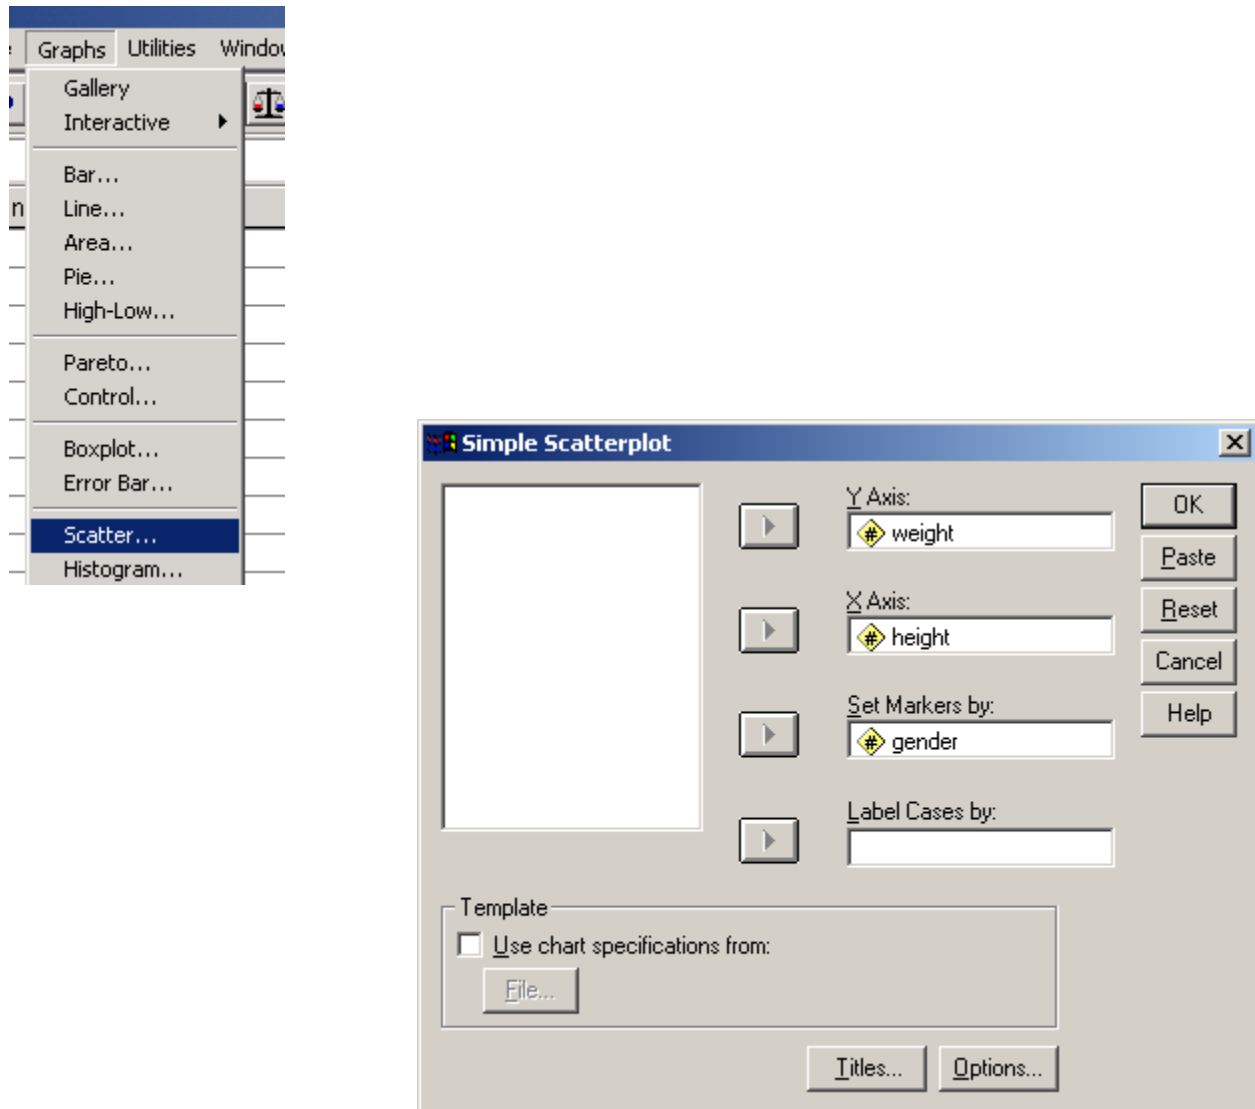 Graphs Utilities
Gallery
Interactive
Bar...
Line...
Area...
Pie...
High-Low...
Pareto...
Control...
Boxplot...
Error Bar...
Scatter...
Histogram...
Simple Scatterplot
Y Axis:
weight
X Axis:
height
Set Markers by:
gender
Label Cases by:
OK
Paste
Reset
Cancel
Help
Template
Use chart specifications from:
File...
Titles... Options...